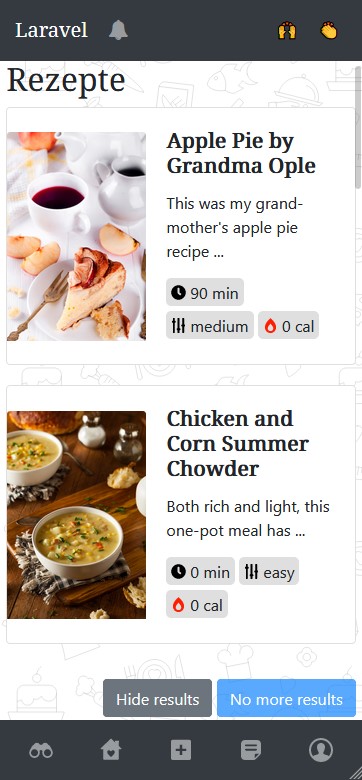 Laravel
Rezepte
Apple Pie by
Grandma Ople
This was my grand-
mother's apple pie
recipe ...
90 min
medium
0 cal
Chicken and
Corn Summer
Chowder
Both rich and light, this
one-pot meal has ...
0 min
easy
0 cal
Hide results
No more results